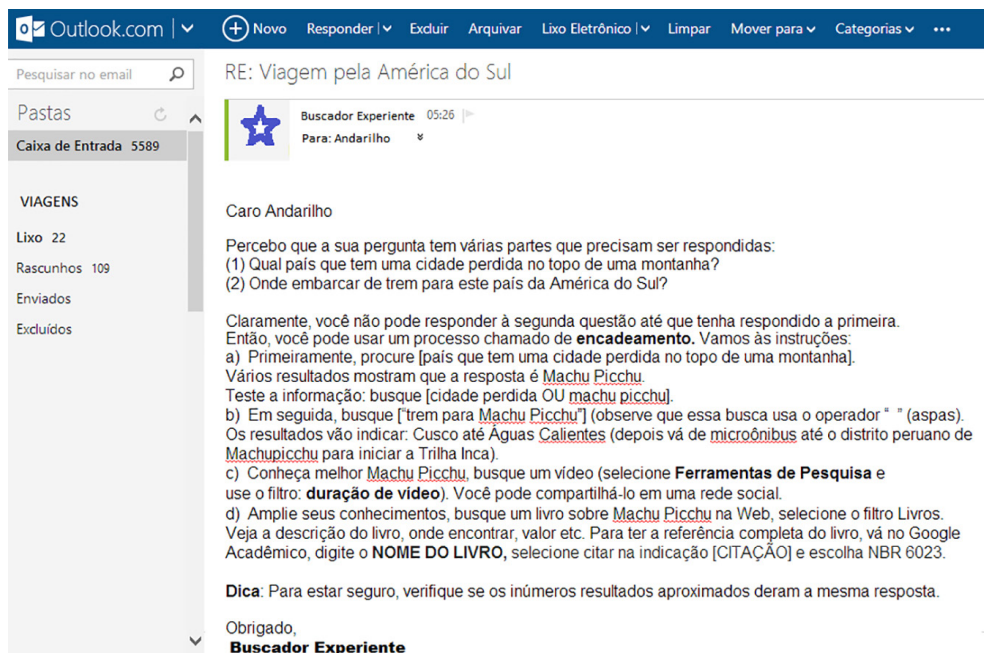 Outlook.com
Novo Responder Excluir Arquivar Lixo Eletrônico Limpar Mover para Categorias •••
Pesquisar no email
Pastas
Caixa de Entrada 5589
VIAGENS
Lixo 22
Rascunhos 109
Enviados
Excluídos
RE: Viagem pela América do Sul
Buscador Experiente 05:26
Para: Andarilho
Caro Andarilho
Percebo que a sua pergunta tem várias partes que precisam ser respondidas:
(1) Qual país que tem uma cidade perdida no topo de uma montanha?
(2) Onde embarcar de trem para este país da América do Sul?
Claramente, você não pode responder à segunda questão até que tenha respondido a primeira.
Então, você pode usar um processo chamado de encadeamento. Vamos às instruções:
a) Primeiramente, procure [país que tem uma cidade perdida no topo de uma montanha].
Vários resultados mostram que a resposta é Machu Picchu.
Teste a informação: busque [cidade perdida OU machu picchu].
b) Em seguida, busque ["trem para Machu Picchu"] (observe que essa busca usa o operador " " (aspas).
Os resultados vão indicar: Cusco até Águas Calientes (depois vá de microônibus até o distrito peruano de
Machupicchu para iniciar a Trilha Inca).
c) Conheça melhor Machu Picchu, busque um vídeo (selecione Ferramentas de Pesquisa e
use o filtro: duração de vídeo). Você pode compartilhá-lo em uma rede social.
d) Amplie seus conhecimentos, busque um livro sobre Machu Picchu na Web, selecione o filtro Livros.
Veja a descrição do livro, onde encontrar, valor etc. Para ter a referência completa do livro, vá no Google
Acadêmico, digite o NOME DO LIVRO, selecione citar na indicação [CITAÇÃO] e escolha NBR 6023.
Dica: Para estar seguro, verifique se os inúmeros resultados aproximados deram a mesma resposta.
Obrigado,
Buscador Experiente